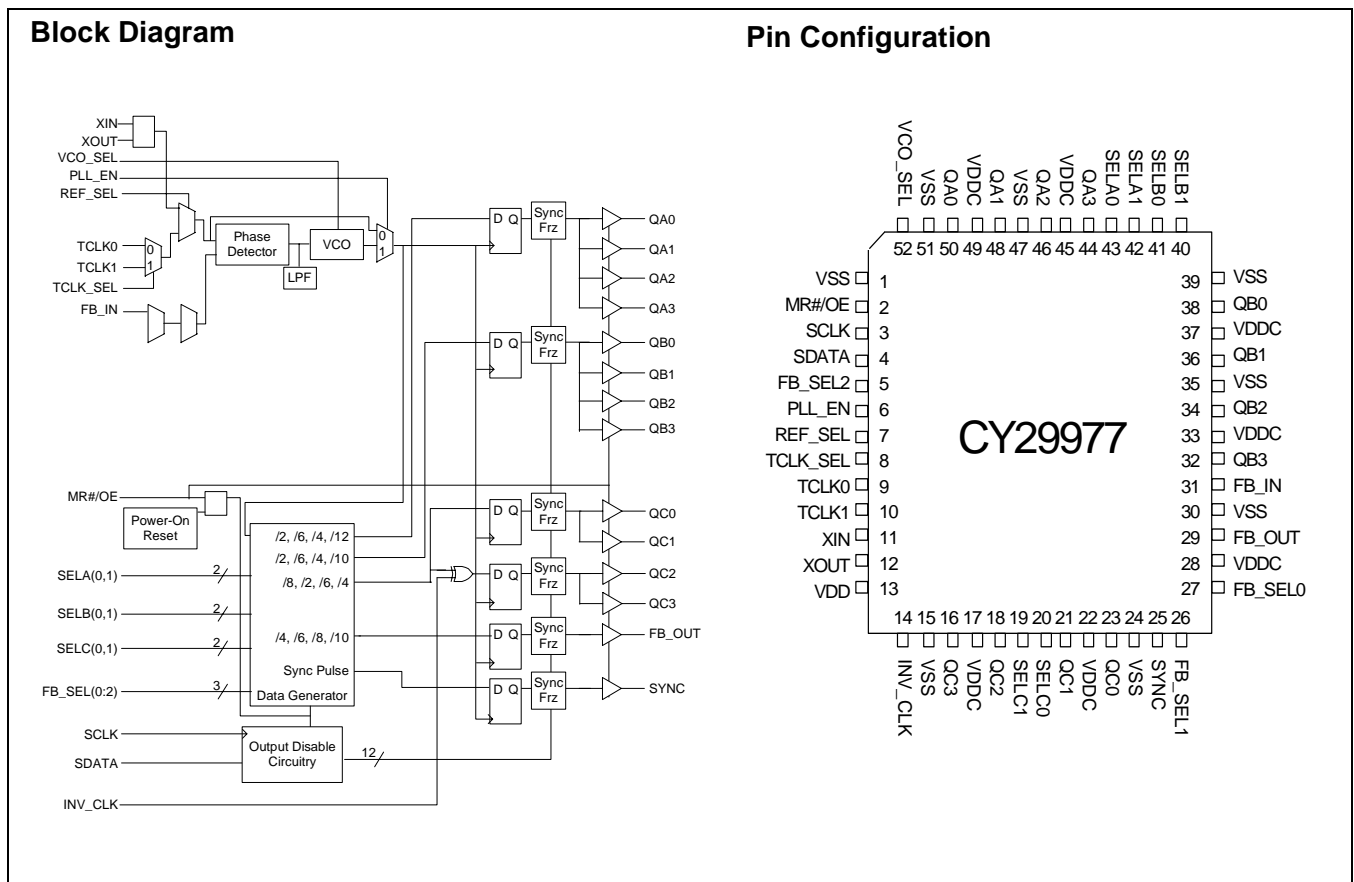 Block Diagram
XIN
XOUT
VCO_SEL
PLL_EN
REF_SEL
TCLK0
TCLK1
TCLK_SEL
FB_IN
0
1
Phase
Detector
VCO
LPF
0
1
D Q
Sync
Frz
QA0
QA1
QA2
QA3
D Q
Sync
Frz
QB0
QB1
QB2
QB3
MR#/OE
Power-On
Reset
SELA(0,1)
2
SELB(0,1)
2
SELC(0,1)
2
FB_SEL(0:2)
3
/2, /6, /4, /12
/2, /6, /4, /10
/8, /2, /6, /4
/4, /6, /8, /10
Sync Pulse
Data Generator
SCLK
SDATA
Output Disable
Circuitry
12
INV_CLK
D Q
Sync
Frz
QC0
QC1
D Q
Sync
Frz
QC2
QC3
D Q
Sync
Frz
FB_OUT
D Q
Sync
Frz
SYNC
Pin Configuration
VCO_SEL
VSS
QA0
VDDC
QA1
VSS
QA2
VDDC
QA3
SELA0
SELA1
SELB0
SELB1
52 51 50 49 48 47 46 45 44 43 42 41 40
VSS 1
MR#/OE 2
SCLK 3
SDATA 4
FB_SEL2 5
PLL_EN 6
REF_SEL 7
TCLK_SEL 8
TCLK0 9
TCLK1 10
XIN 11
XOUT 12
VDD 13
CY29977
39 VSS
38 QB0
37 VDDC
36 QB1
35 VSS
34 QB2
33 VDDC
32 QB3
31 FB_IN
30 VSS
29 FB_OUT
28 VDDC
27 FB_SEL0
14 15 16 17 18 19 20 21 22 23 24 25 26
INV_CLK
VSS
QC3
VDDC
QC2
SELC1
SELC0
QC1
VDDC
QC0
VSS
SYNC
FB_SEL1